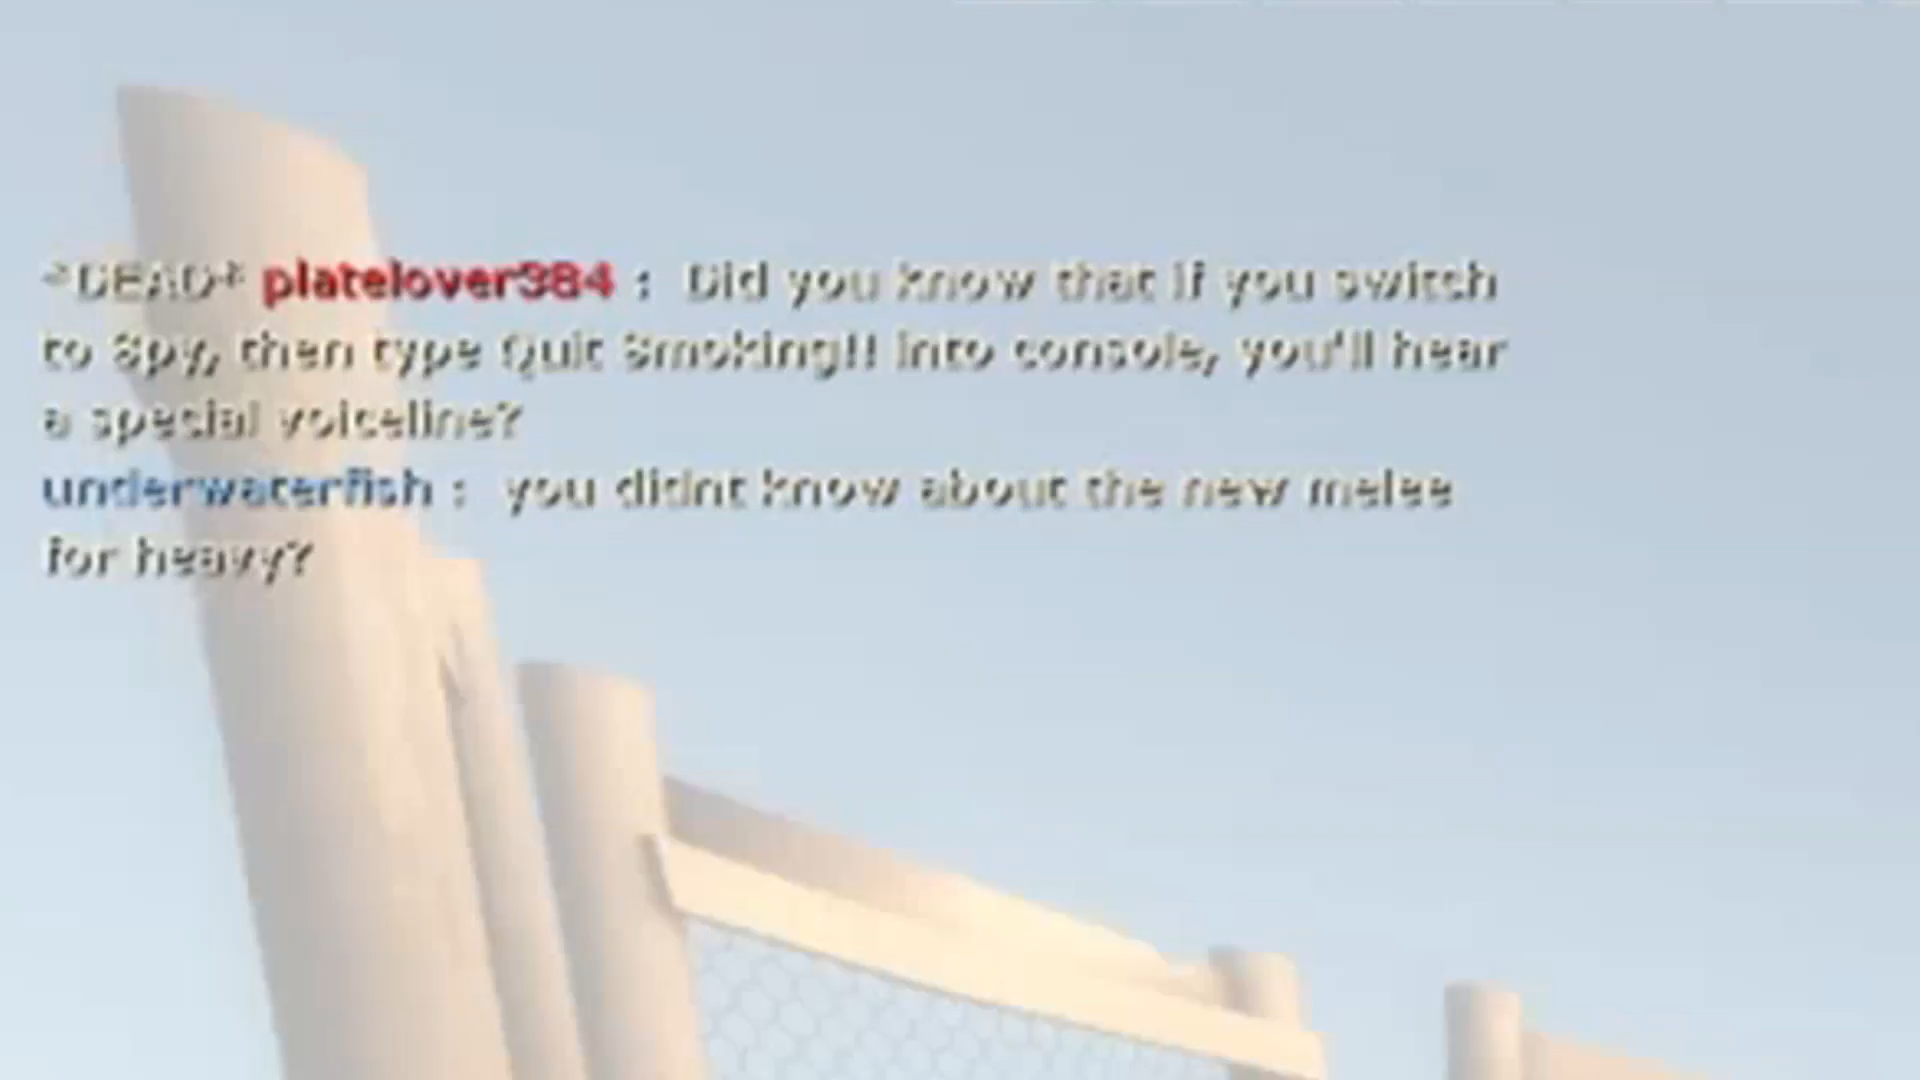 *DEAD* platelover384 :  Did you know that if you switch
to Spy, then type Quit Smoking!! into console, you'll hear
a special voiceline?
underwaterfish :  you didnt know about the new melee
for heavy?